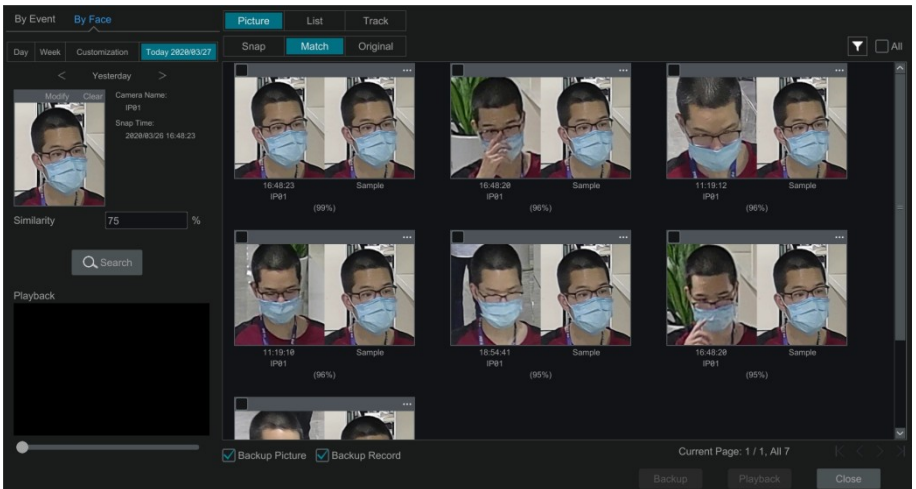 By Event By Face
Day Week Customization Today 2020/03/27
< Yesterday >
Modify Clear
Camera Name:
IP01
Snap Time:
2020/03/26 16:48:23
Similarity 75 %
Search
Playback
Picture List Track
Snap Match Original
All
16:48:23 Sample
IP01
(99%)
16:48:20 Sample
IP01
(96%)
11:19:12 Sample
IP01
(96%)
11:19:10 Sample
IP01
(96%)
18:54:41 Sample
IP01
(95%)
16:48:20 Sample
IP01
(95%)
Backup Picture Backup Record
Current Page: 1 / 1, All 7
Backup Playback Close